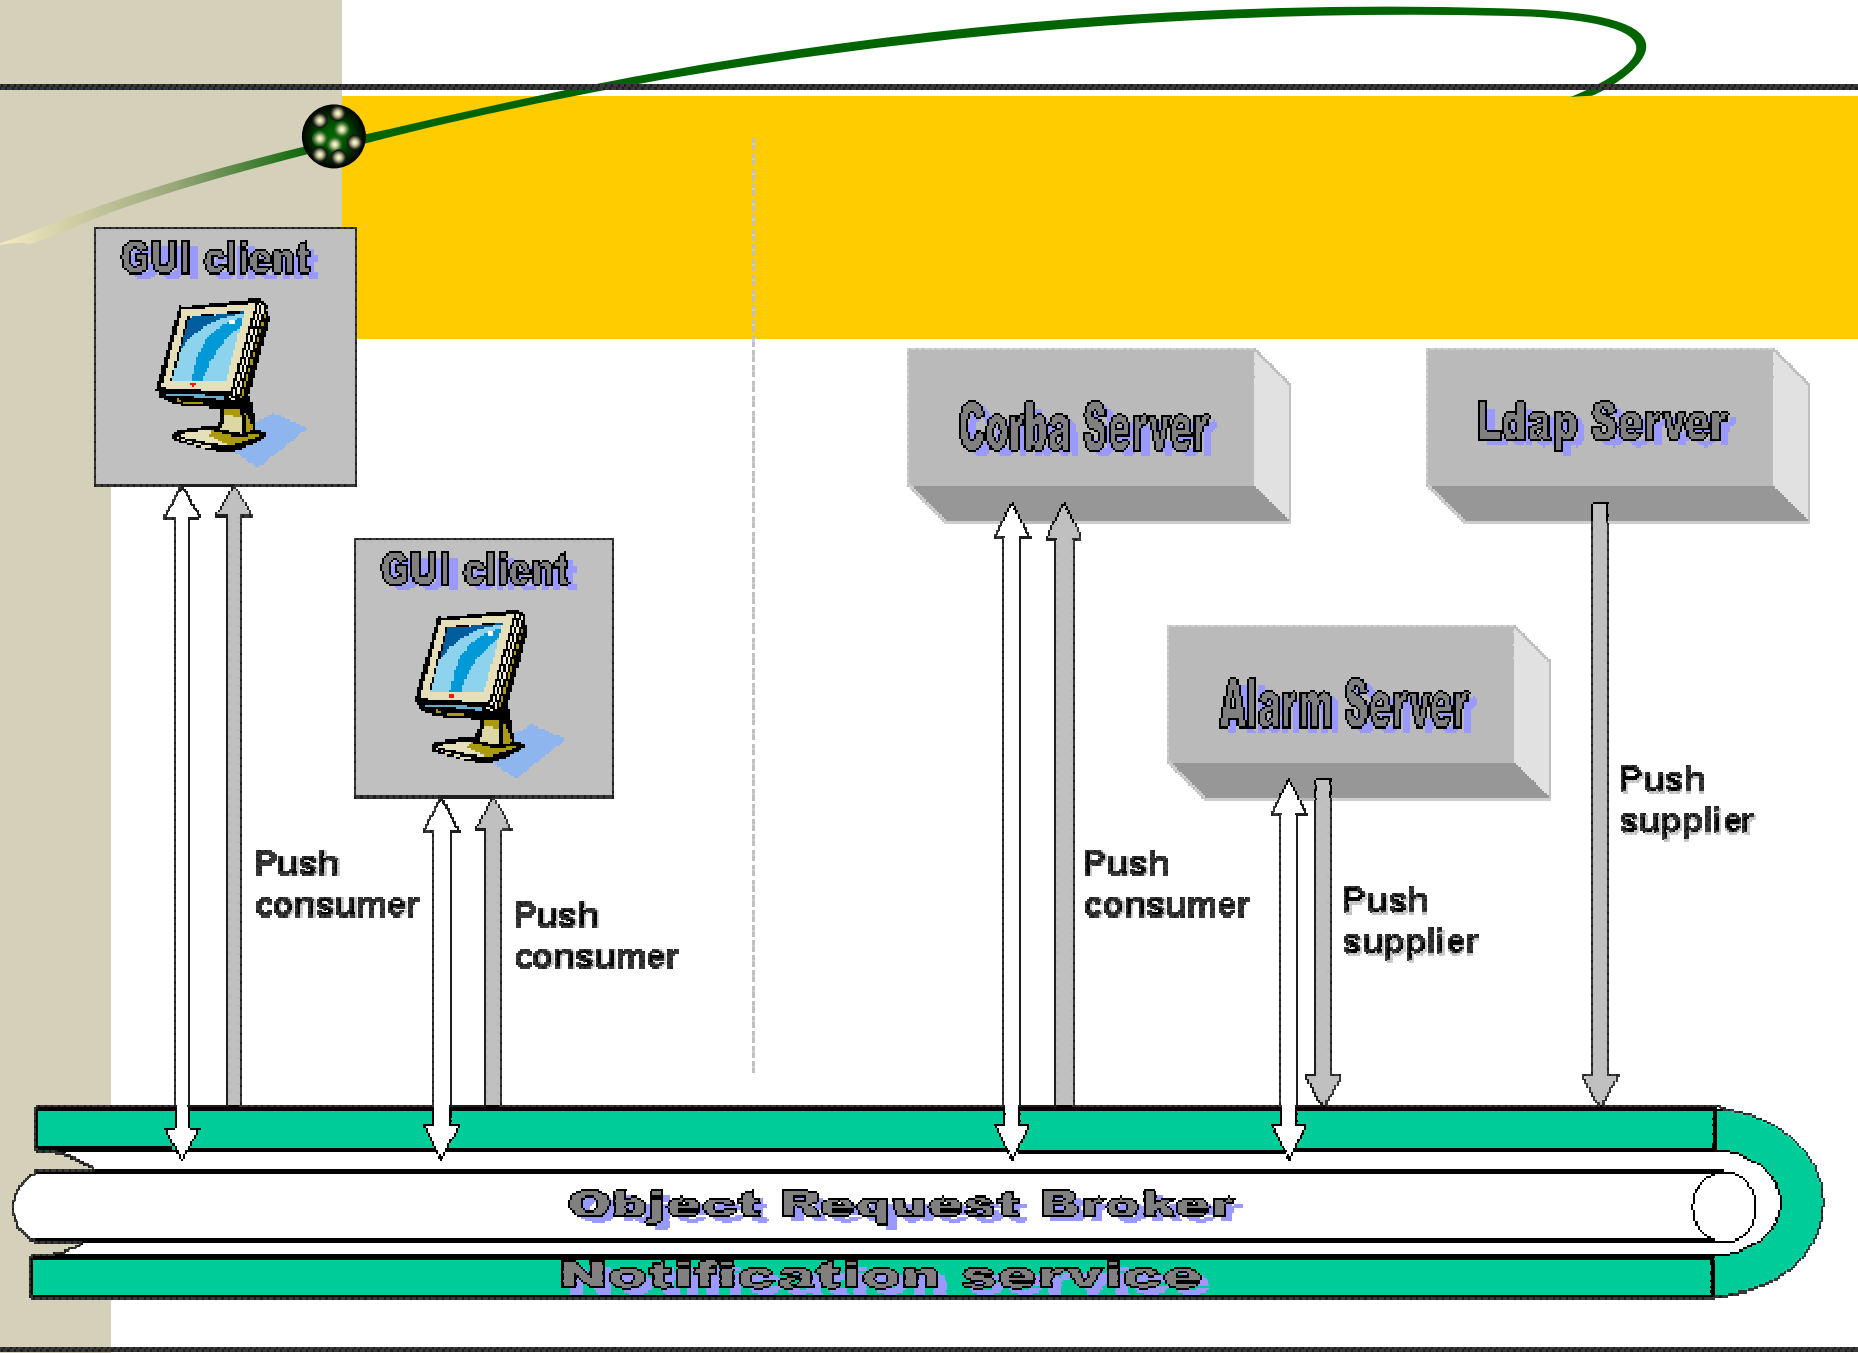 GUI client
GUI client
Corba Server
Ldap Server
Alarm Server
Push
supplier
Push
consumer
Push
consumer
Push
consumer
Push
supplier
Object Request Broker
Notification service